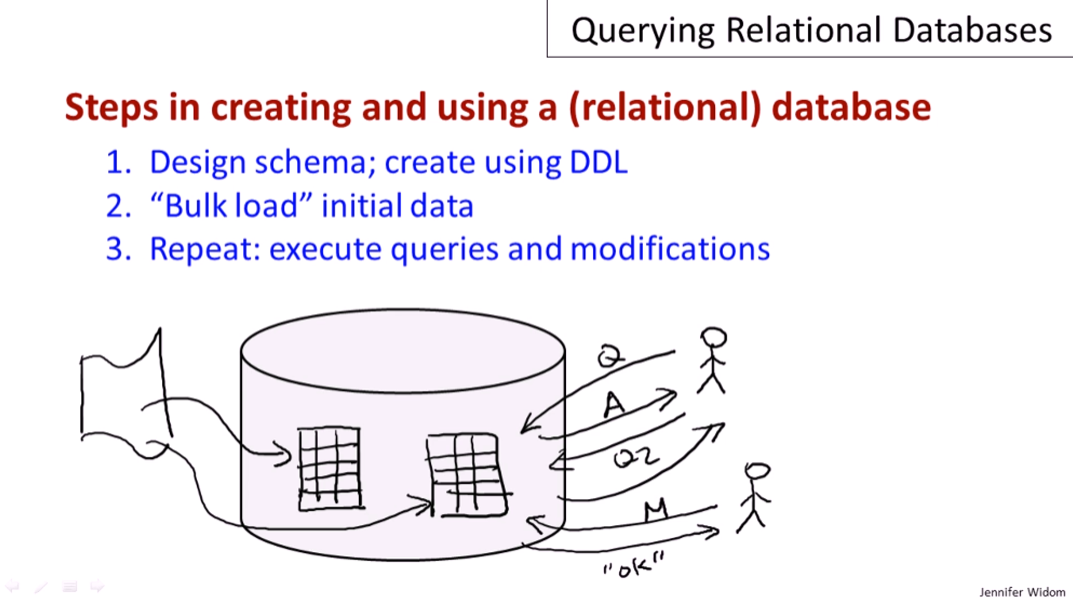 Querying Relational Databases
Steps in creating and using a (relational) database
1. Design schema; create using DDL
2. “Bulk load” initial data
3. Repeat: execute queries and modifications
Q
A
Q2
M
"OK"
Jennifer Widom